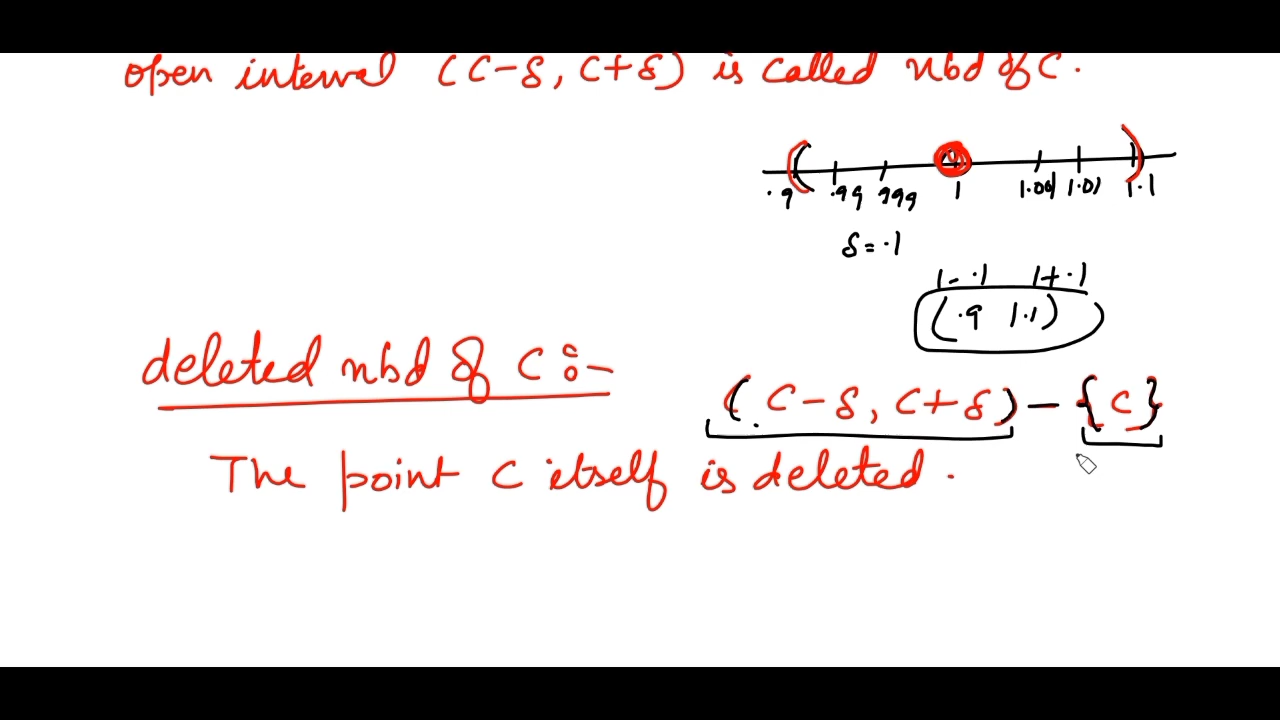 open interval (C-δ, C+δ) is called nbd of C.
.9 .99 .999 1 1.001 1.01 1.1
δ = .1
1 - .1 1 + .1
(.9 1.1)
deleted nbd of C :-
(C-δ, C+δ) - {C}
The point C itself is deleted.